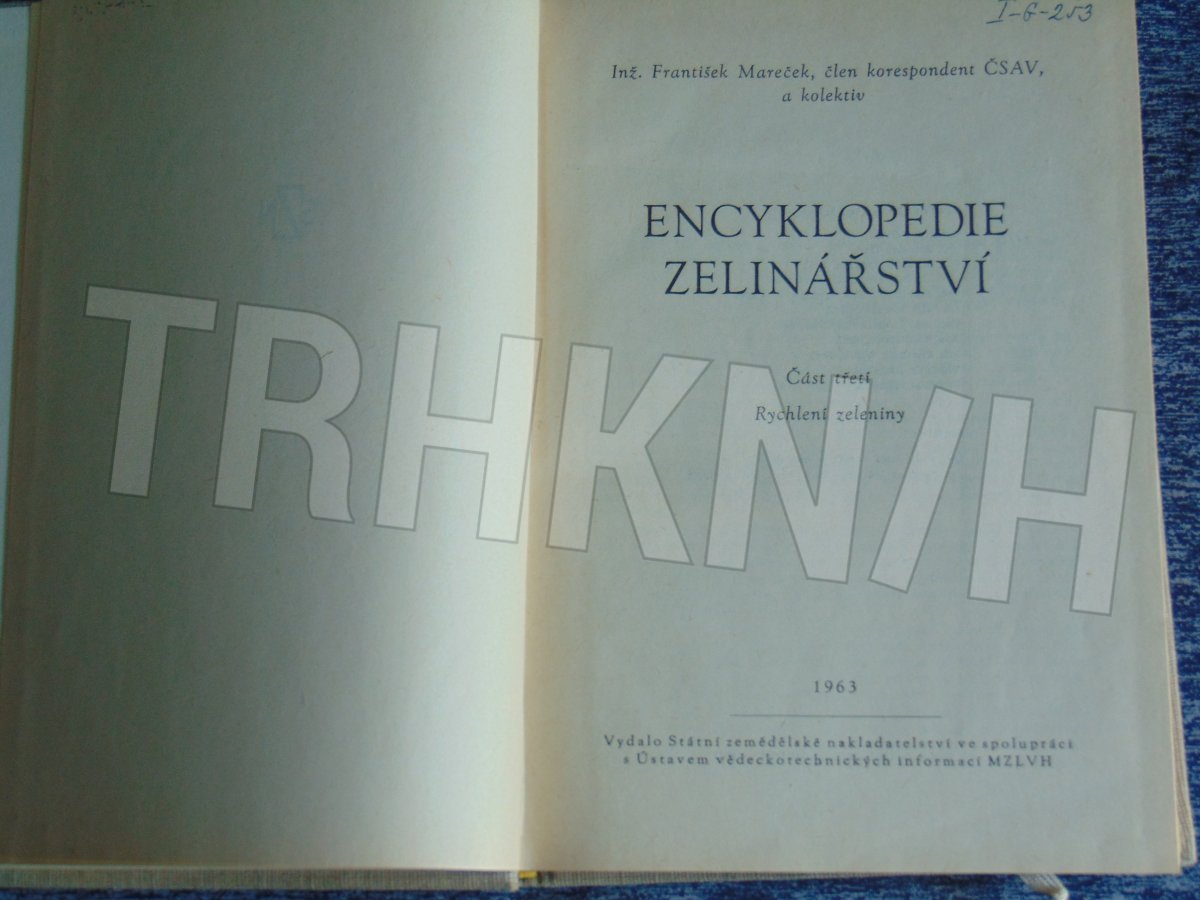 I-G-253
Inž. František Mareček, člen korespondent ČSAV,
a kolektiv
ENCYKLOPEDIE
ZELINÁŘSTVÍ
Část třetí
Rychlení zeleniny
TRHKNIH
1963
Vydalo Státní zemědělské nakladatelství ve spolupráci
s Ústavem vědeckotechnických informací MZLVH